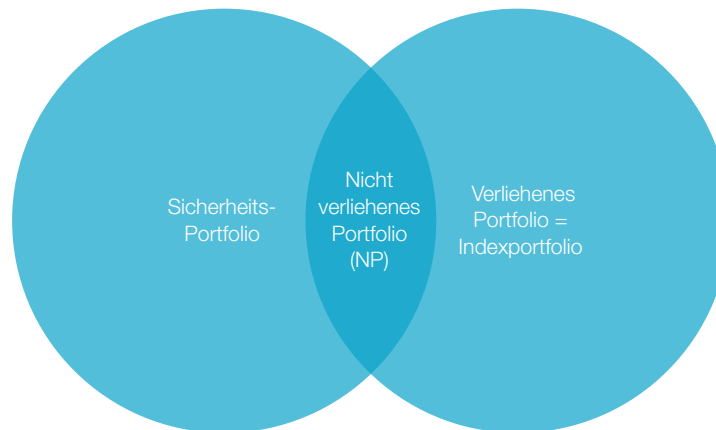 Sicherheits-
Portfolio
Nicht
verliehenes
Portfolio
(NP)
Verliehenes
Portfolio =
Indexportfolio